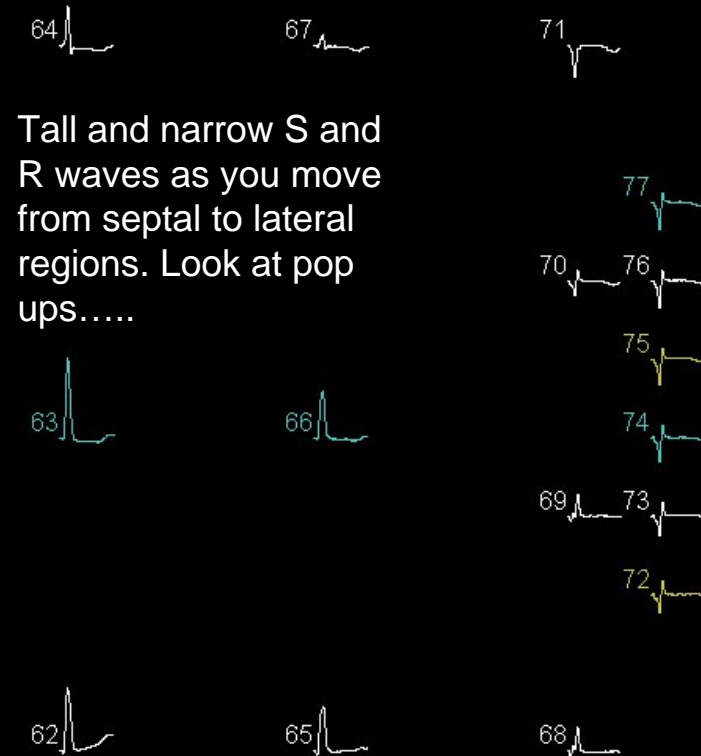 64 67 71
Tall and narrow S and
R waves as you move
from septal to lateral
regions. Look at pop
ups.....
77
70 76
75
63 66 74
69 73
72
62 65 68